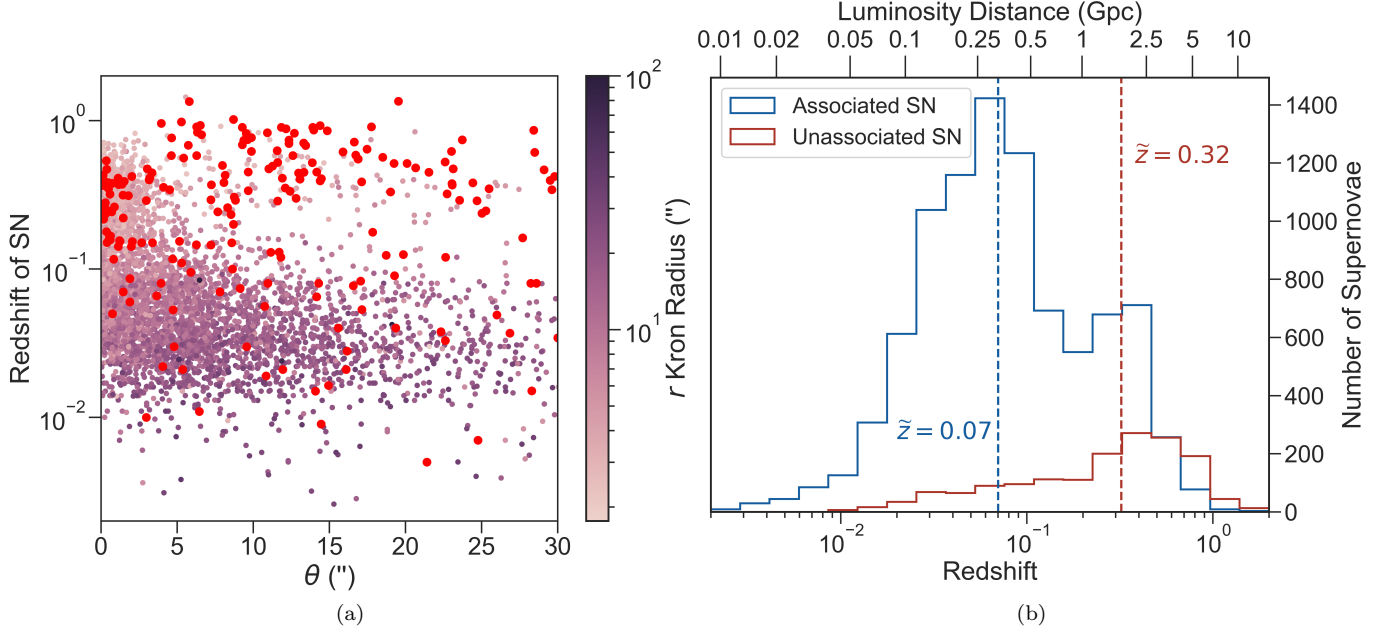 Redshift of SN
10^0
10^-1
10^-2
0 5 10 15 20 25 30
θ (")
10^2
10^1
r Kron Radius (")
(a)
Luminosity Distance (Gpc)
0.01 0.02 0.05 0.1 0.25 0.5 1 2.5 5 10
Associated SN
Unassociated SN
z̃ = 0.32
z̃ = 0.07
1400
1200
1000
800
600
400
200
0
Number of Supernovae
10^-2 10^-1 10^0
Redshift
(b)